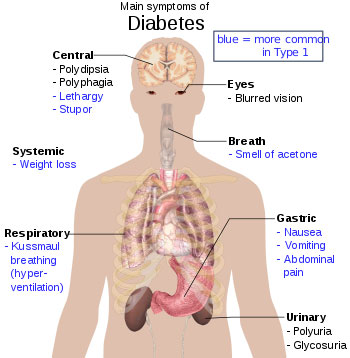 Main symptoms of
Diabetes
blue = more common
in Type 1
Central
- Polydipsia
- Polyphagia
- Lethargy
- Stupor
Eyes
- Blurred vision
Breath
- Smell of acetone
Systemic
- Weight loss
Respiratory
- Kussmaul
breathing
(hyper-
ventilation)
Gastric
- Nausea
- Vomiting
- Abdominal
pain
Urinary
- Polyuria
- Glycosuria